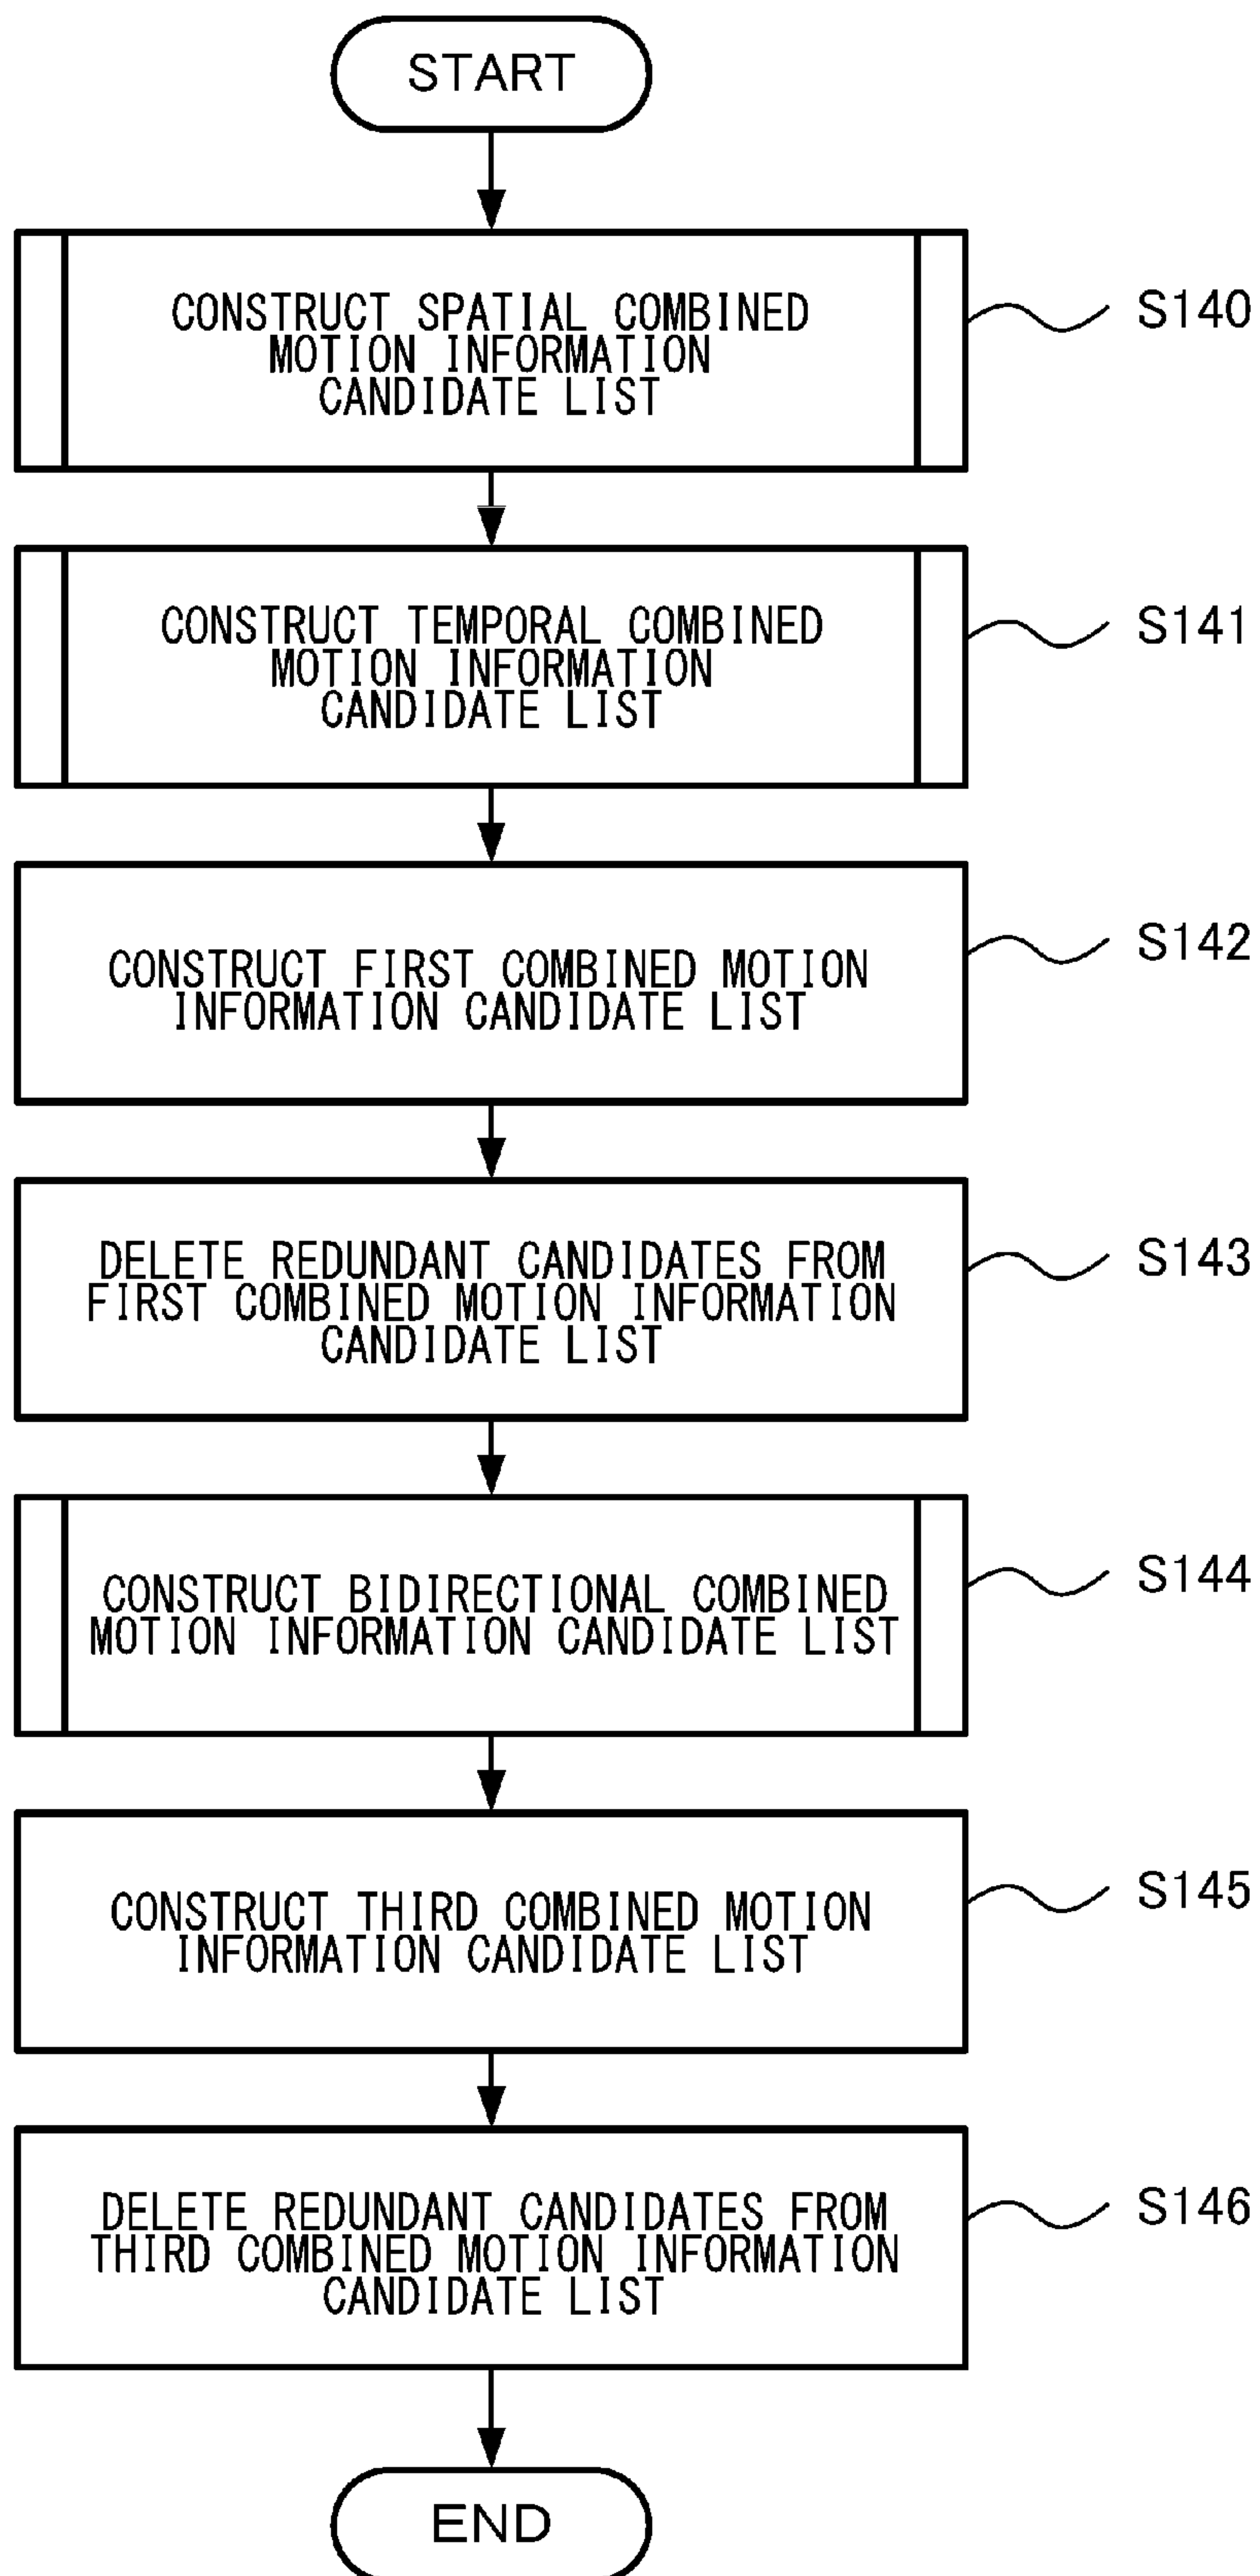 START
CONSTRUCT SPATIAL COMBINED
MOTION INFORMATION
CANDIDATE LIST
S140
CONSTRUCT TEMPORAL COMBINED
MOTION INFORMATION
CANDIDATE LIST
S141
CONSTRUCT FIRST COMBINED MOTION
INFORMATION CANDIDATE LIST
S142
DELETE REDUNDANT CANDIDATES FROM
FIRST COMBINED MOTION INFORMATION
CANDIDATE LIST
S143
CONSTRUCT BIDIRECTIONAL COMBINED
MOTION INFORMATION CANDIDATE LIST
S144
CONSTRUCT THIRD COMBINED MOTION
INFORMATION CANDIDATE LIST
S145
DELETE REDUNDANT CANDIDATES FROM
THIRD COMBINED MOTION INFORMATION
CANDIDATE LIST
S146
END